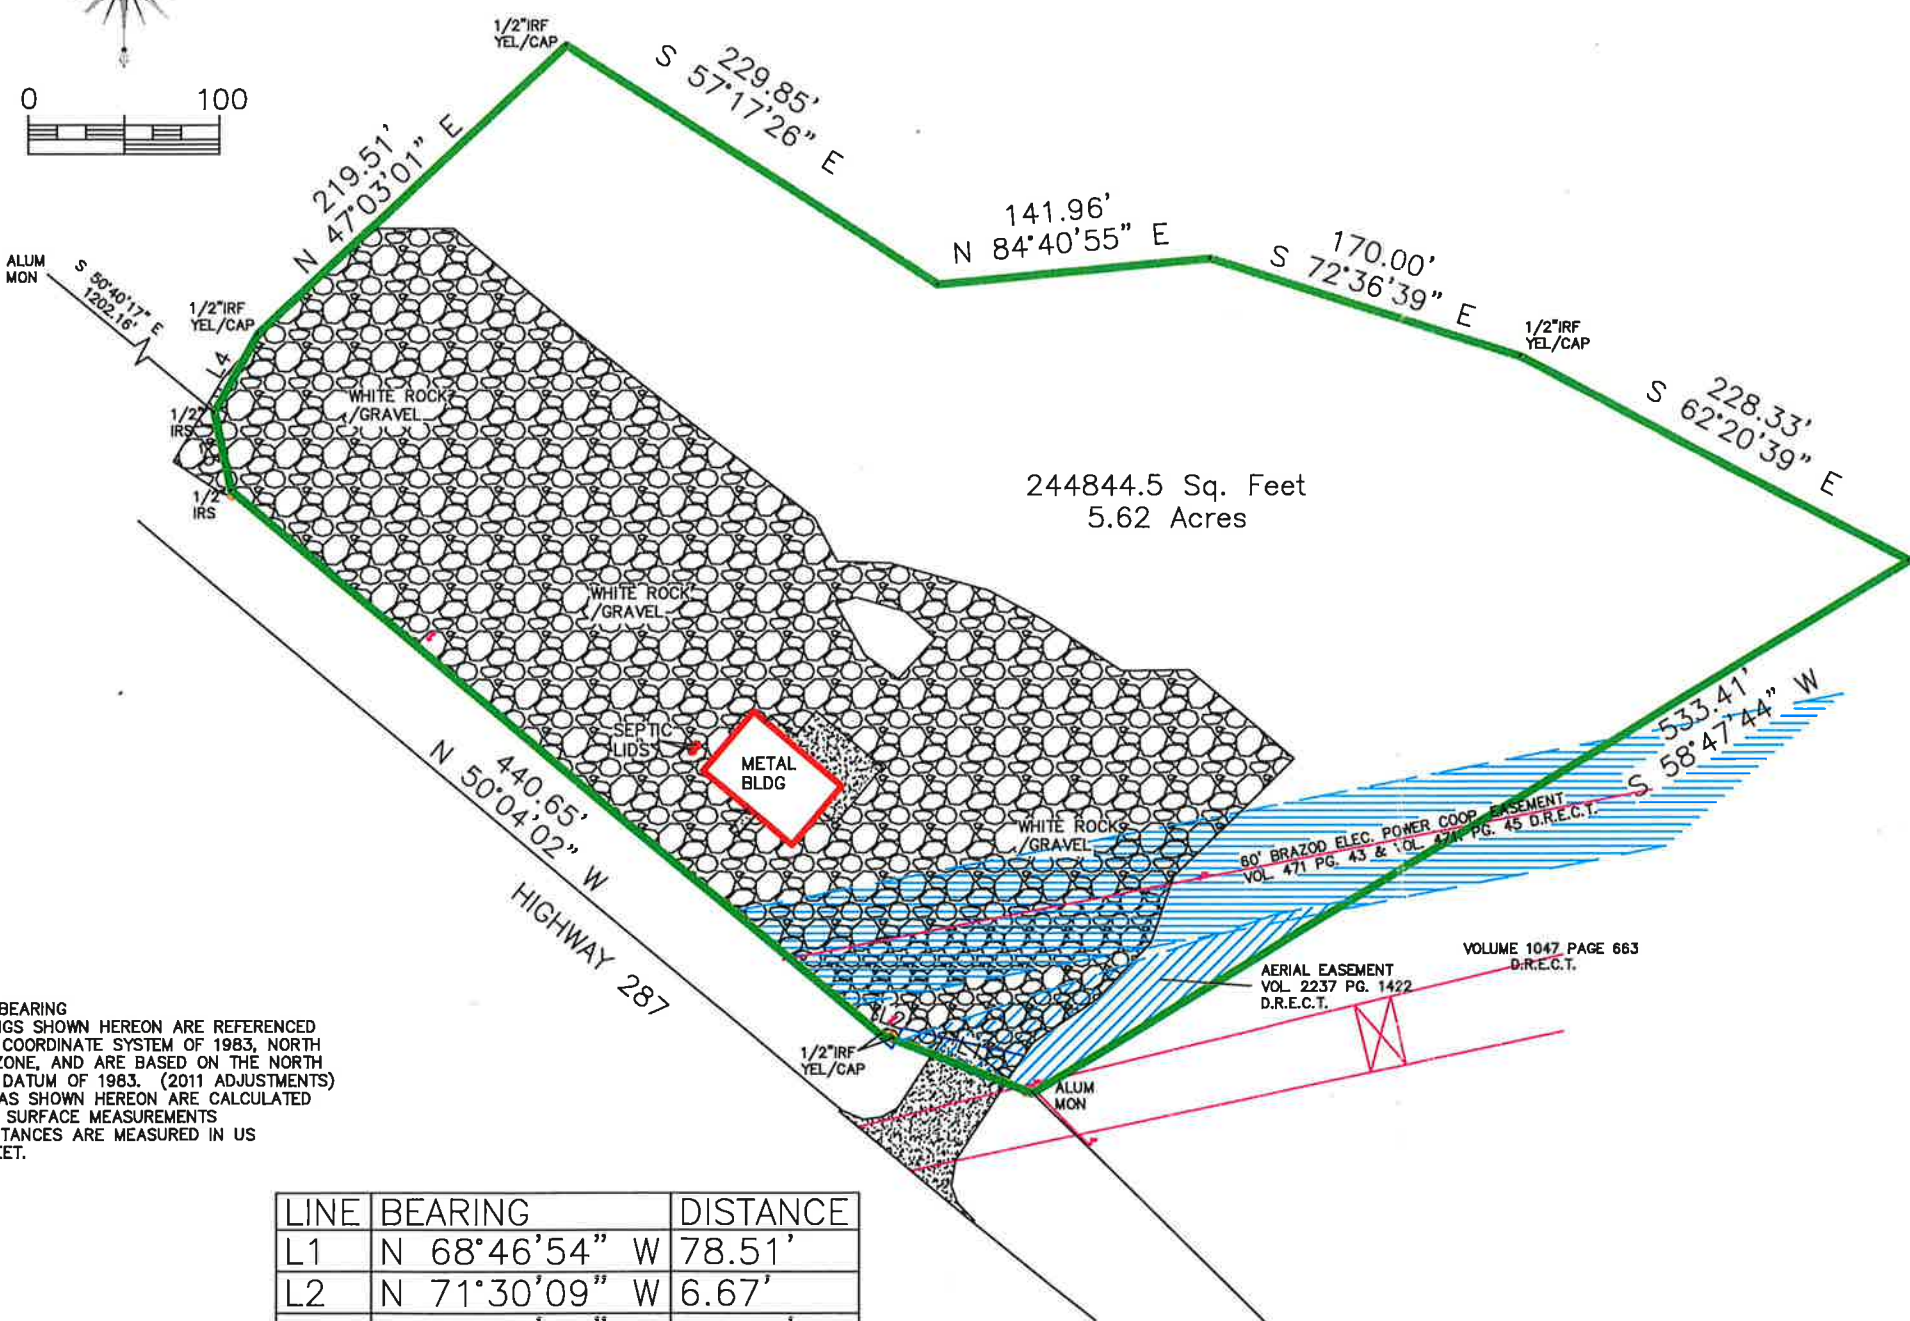 0 100
1/2"IRF
YEL/CAP
229.85'
S 57°17'26" E
219.51'
N 47°03'01" E
141.96'
N 84°40'55" E
170.00'
S 72°36'39" E
1/2"IRF
YEL/CAP
228.33'
S 62°20'39" E
ALUM
MON
S 50°40'17" E
1202.16'
1/2"IRF
YEL/CAP
L4
1/2"
IRS
1/2"
IRS
WHITE ROCK
/GRAVEL
244844.5 Sq. Feet
5.62 Acres
WHITE ROCK
/GRAVEL
SEPTIC
LIDS
METAL
BLDG
440.65'
N 50°04'02" W
HIGHWAY 287
WHITE ROCK
/GRAVEL
533.41'
S 58°47'44" W
60' BRAZOD ELEC. POWER COOP. EASEMENT
VOL. 471 PG. 43 & VOL. 471 PG. 45 D.R.E.C.T.
AERIAL EASEMENT
VOL. 2237 PG. 1422
D.R.E.C.T.
VOLUME 1047 PAGE 663
D.R.E.C.T.
L2
1/2"IRF
YEL/CAP
ALUM
MON
BEARING
GS SHOWN HEREON ARE REFERENCED
COORDINATE SYSTEM OF 1983, NORTH
ZONE, AND ARE BASED ON THE NORTH
DATUM OF 1983. (2011 ADJUSTMENTS)
AS SHOWN HEREON ARE CALCULATED
SURFACE MEASUREMENTS
TANCES ARE MEASURED IN US
ET.
LINE BEARING DISTANCE
L1 N 68°46'54" W 78.51'
L2 N 71°30'09" W 6.67'